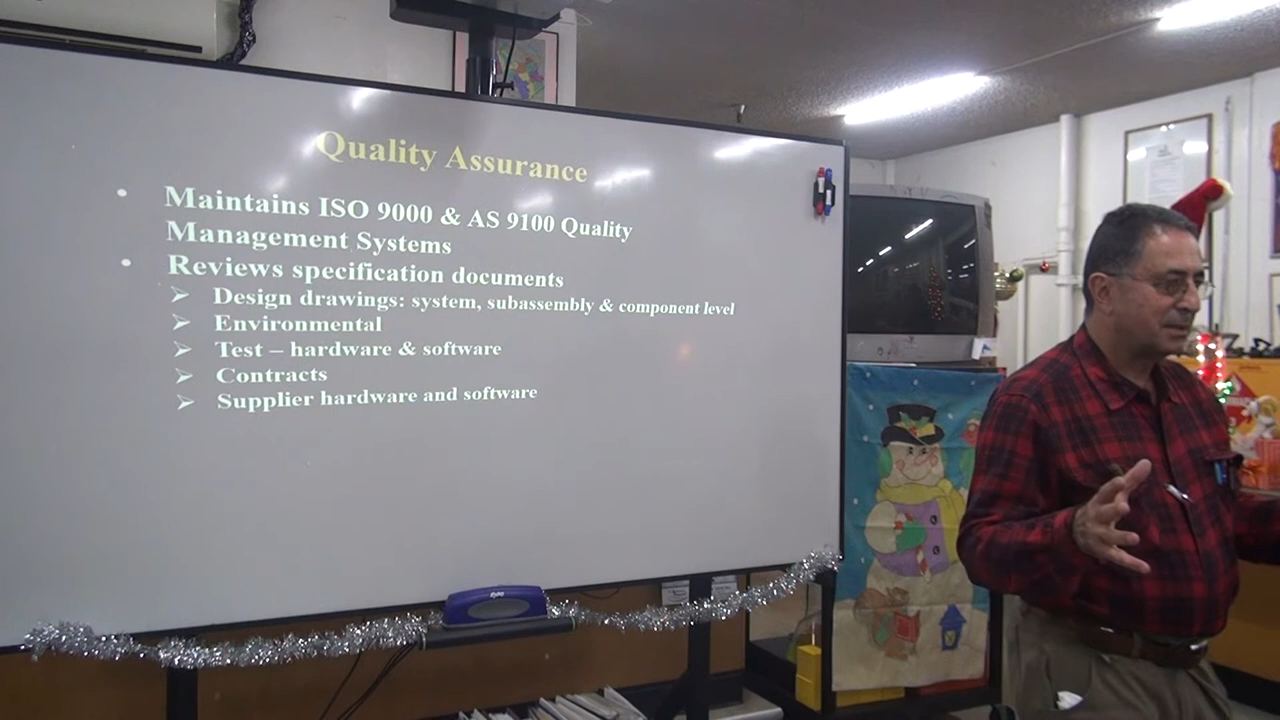 Quality Assurance
• Maintains ISO 9000 & AS 9100 Quality
Management Systems
• Reviews specification documents
➢ Design drawings: system, subassembly & component level
➢ Environmental
➢ Test – hardware & software
➢ Contracts
➢ Supplier hardware and software
EXPO